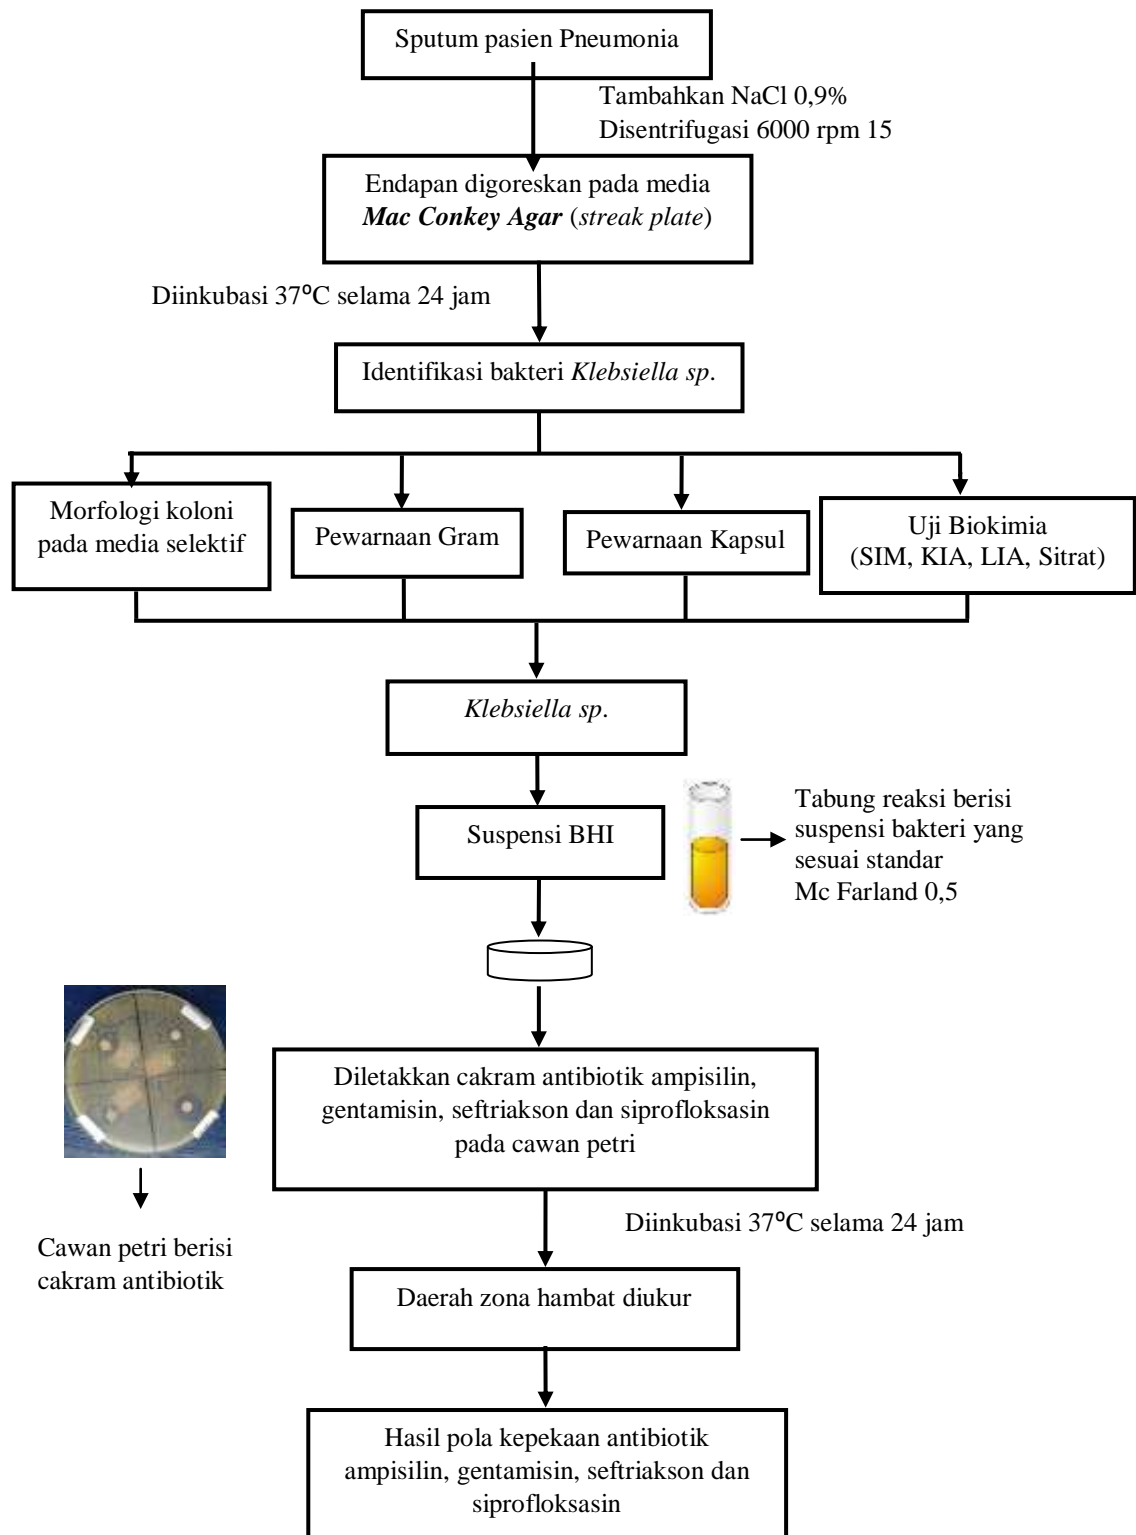 Sputum pasien Pneumonia
Tambahkan NaCl 0,9%
Disentrifugasi 6000 rpm 15
Endapan digoreskan pada media
Mac Conkey Agar (streak plate)
Diinkubasi 37⁰C selama 24 jam
Identifikasi bakteri Klebsiella sp.
Morfologi koloni
pada media selektif
Pewarnaan Gram
Pewarnaan Kapsul
Uji Biokimia
(SIM, KIA, LIA, Sitrat)
Klebsiella sp.
Suspensi BHI
Tabung reaksi berisi
suspensi bakteri yang
sesuai standar
Mc Farland 0,5
Diletakkan cakram antibiotik ampisilin,
gentamisin, seftriakson dan siprofloksasin
pada cawan petri
Cawan petri berisi
cakram antibiotik
Diinkubasi 37⁰C selama 24 jam
Daerah zona hambat diukur
Hasil pola kepekaan antibiotik
ampisilin, gentamisin, seftriakson dan
siprofloksasin